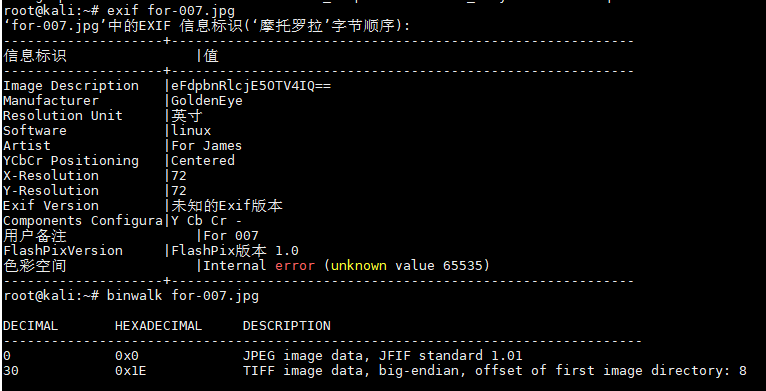 root@kali:~# exif for-007.jpg
‘for-007.jpg’中的EXIF 信息标识(‘摩托罗拉’字节顺序):
--------------------+----------------------------------------------------------
信息标识                |值
--------------------+----------------------------------------------------------
Image Description   |eFdpbnRlcjE5OTV4IQ==
Manufacturer        |GoldenEye
Resolution Unit     |英寸
Software            |linux
Artist              |For James
YCbCr Positioning   |Centered
X-Resolution        |72
Y-Resolution        |72
Exif Version        |未知的Exif版本
Components Configura|Y Cb Cr -
用户备注                |For 007
FlashPixVersion     |FlashPix版本 1.0
色彩空间                |Internal error (unknown value 65535)
--------------------+----------------------------------------------------------
root@kali:~# binwalk for-007.jpg
DECIMAL       HEXADECIMAL     DESCRIPTION
--------------------------------------------------------------------------------
0             0x0             JPEG image data, JFIF standard 1.01
30            0x1E            TIFF image data, big-endian, offset of first image directory: 8